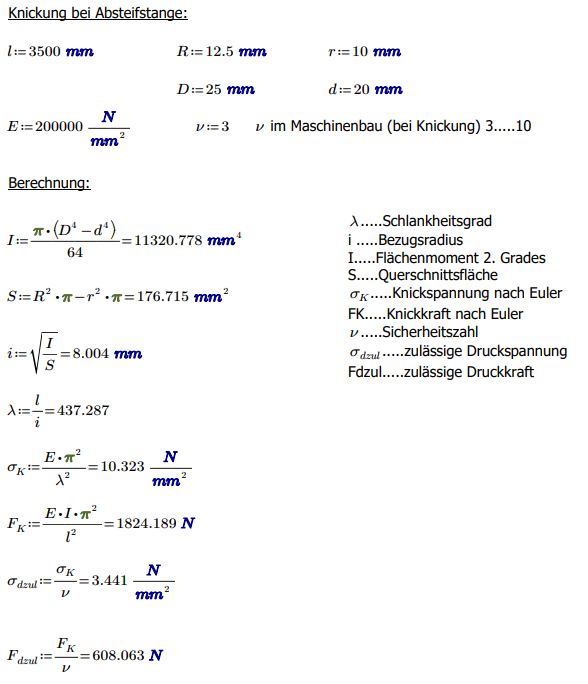 Knickung bei Absteifstange:
l:=3500 mm R:=12.5 mm r:=10 mm
D:=25 mm d:=20 mm
E:=200000 N/mm² ν:=3 ν im Maschinenbau (bei Knickung) 3.....10
Berechnung:
I:=π•(D⁴−d⁴)/64=11320.778 mm⁴
S:=R²•π−r²•π=176.715 mm²
i:=√(I/S)=8.004 mm
λ:=l/i=437.287
σK:=E•π²/λ²=10.323 N/mm²
FK:=E•I•π²/l²=1824.189 N
σdzul:=σK/ν=3.441 N/mm²
Fdzul:=FK/ν=608.063 N
λ.....Schlankheitsgrad
i .....Bezugsradius
I.....Flächenmoment 2. Grades
S.....Querschnittsfläche
σK.....Knickspannung nach Euler
FK.....Knickkraft nach Euler
ν.....Sicherheitszahl
σdzul.....zulässige Druckspannung
Fdzul.....zulässige Druckkraft